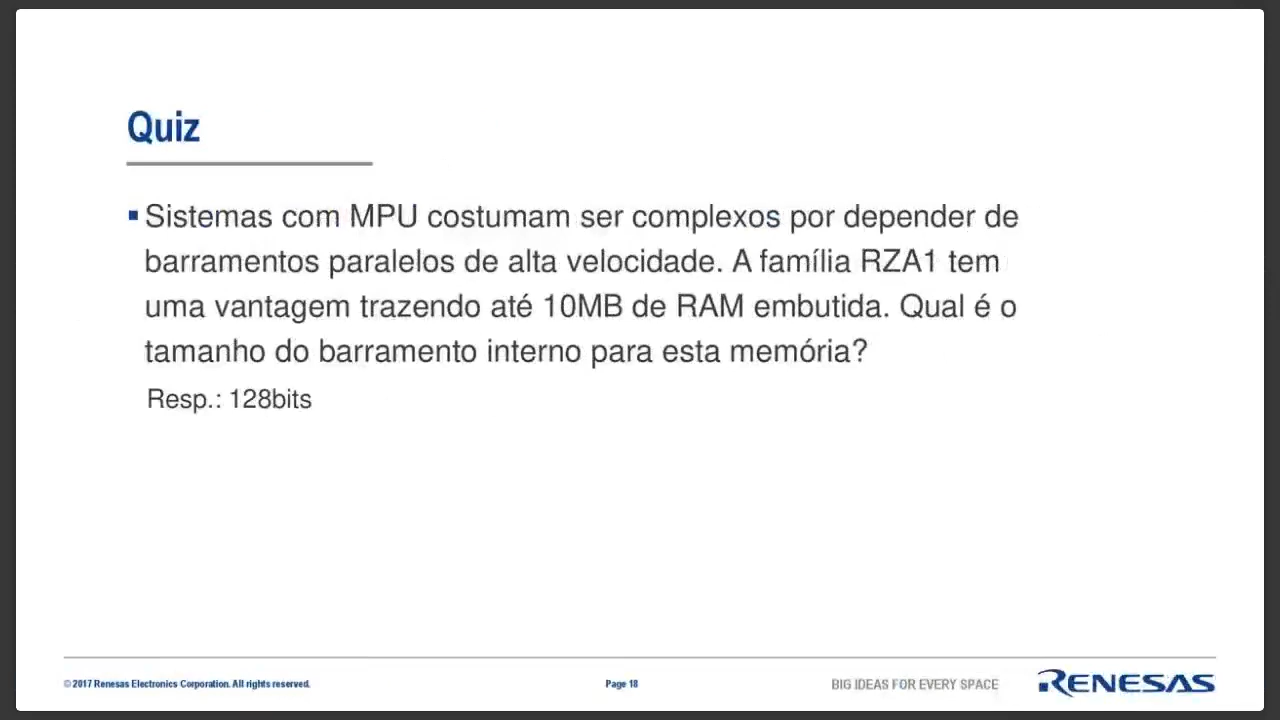 Quiz
Sistemas com MPU costumam ser complexos por depender de
barramentos paralelos de alta velocidade. A família RZA1 tem
uma vantagem trazendo até 10MB de RAM embutida. Qual é o
tamanho do barramento interno para esta memória?
Resp.: 128bits
© 2017 Renesas Electronics Corporation. All rights reserved.
Page 18
BIG IDEAS FOR EVERY SPACE
RENESAS